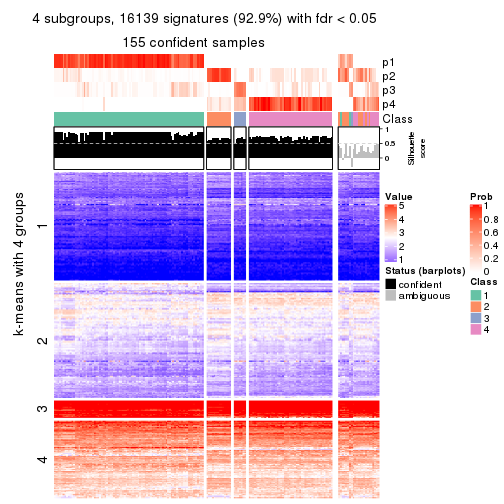 4 subgroups, 16139 signatures (92.9%) with fdr < 0.05
155 confident samples
p1
p2
p3
p4
Class
1
0.5
0
Silhouette
score
k-means with 4 groups
1
2
3
4
Value
5
4
3
2
1
Status (barplots)
confident
ambiguous
Prob
1
0.8
0.6
0.4
0.2
0
Class
1
2
3
4